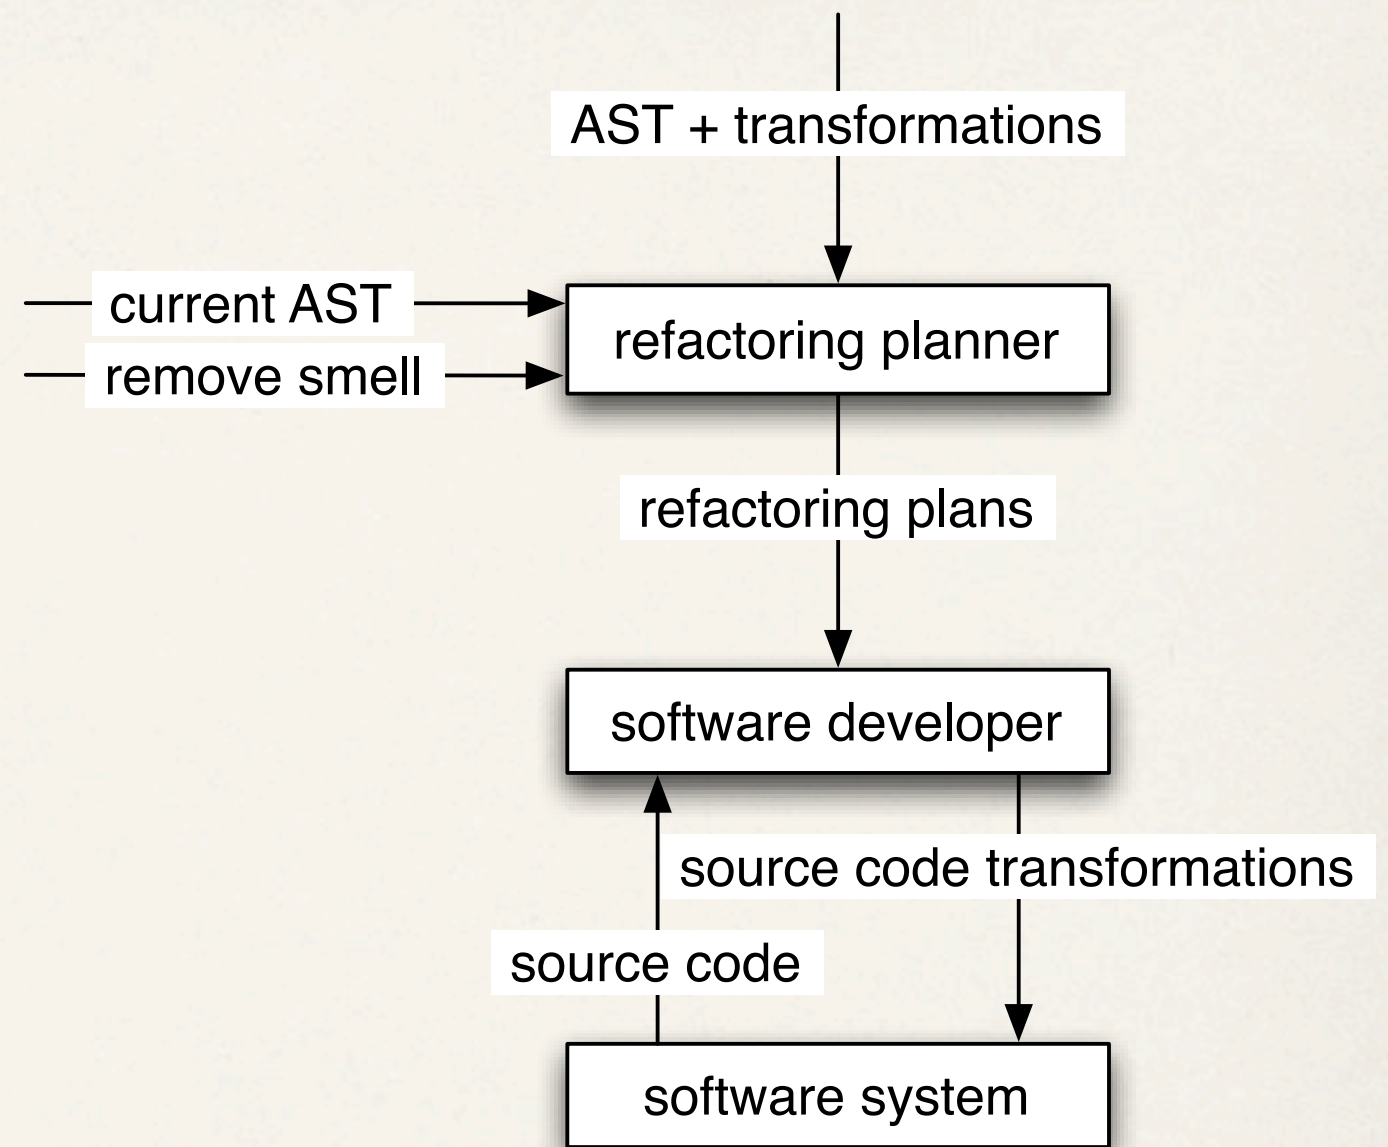 AST + transformations
current AST
refactoring planner
remove smell
refactoring plans
software developer
source code transformations
source code
software system